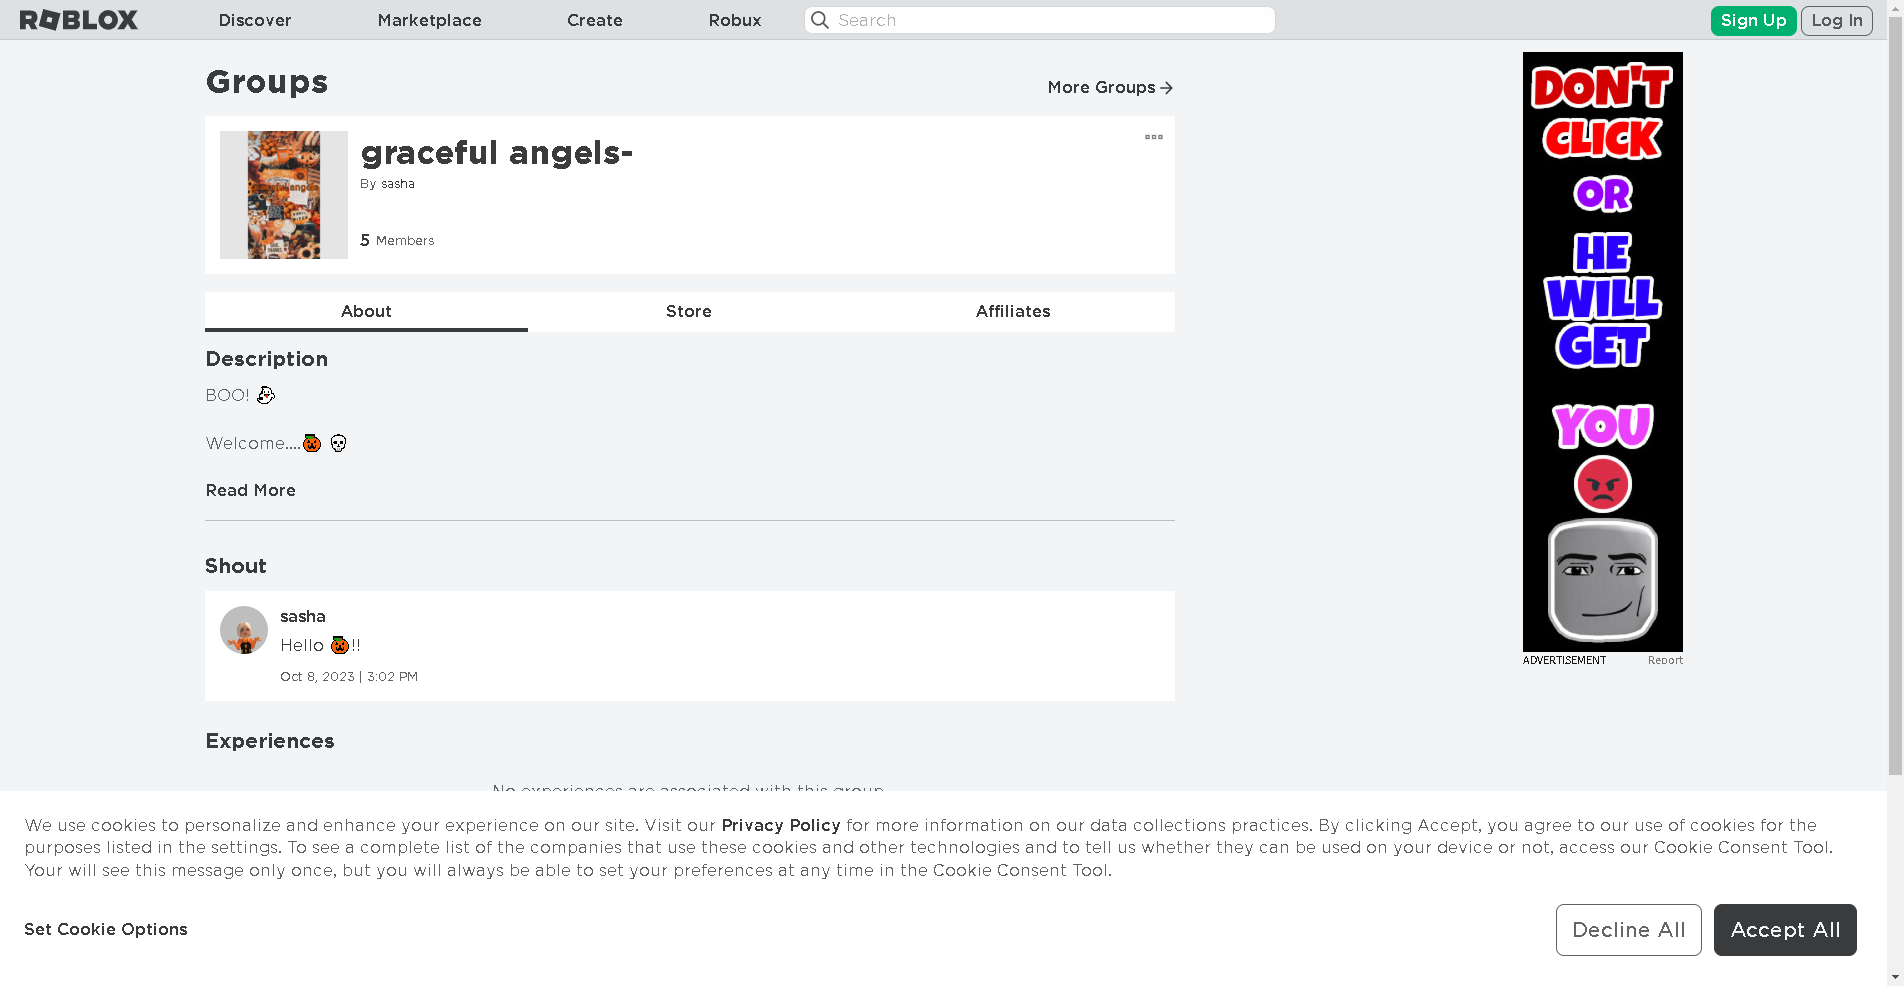 ROBLOX Discover Marketplace Create Robux Search Sign Up Log In
Groups
More Groups
graceful angels-
By sasha
5 Members
About Store Affiliates
Description
BOO! 👻
Welcome....🎃 💀
Read More
Shout
sasha
Hello 🎃!!
Oct 8, 2023 | 3:02 PM
Experiences
No experiences are associated with this group.
DON'T
CLICK
OR
HE
WILL
GET
YOU
ADVERTISEMENT Report
We use cookies to personalize and enhance your experience on our site. Visit our Privacy Policy for more information on our data collections practices. By clicking Accept, you agree to our use of cookies for the
purposes listed in the settings. To see a complete list of the companies that use these cookies and other technologies and to tell us whether they can be used on your device or not, access our Cookie Consent Tool.
Your will see this message only once, but you will always be able to set your preferences at any time in the Cookie Consent Tool.
Set Cookie Options
Decline All Accept All